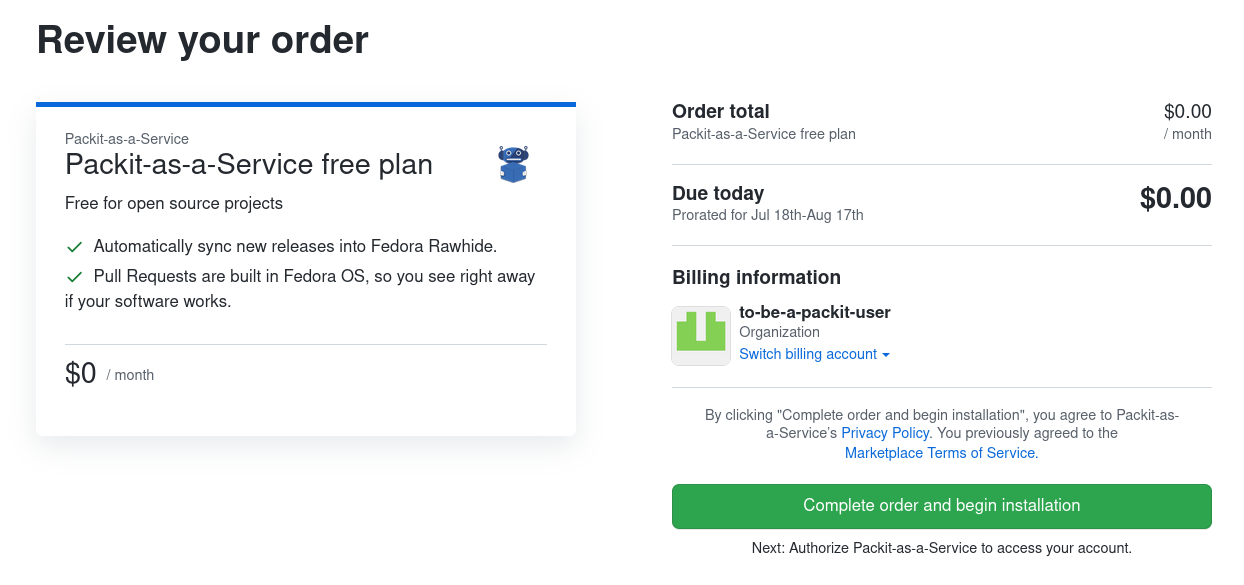 Review your order
Packit-as-a-Service
Packit-as-a-Service free plan
Free for open source projects
Automatically sync new releases into Fedora Rawhide.
Pull Requests are built in Fedora OS, so you see right away
if your software works.
$0 / month
Order total $0.00
Packit-as-a-Service free plan / month
Due today $0.00
Prorated for Jul 18th-Aug 17th
Billing information
to-be-a-packit-user
Organization
Switch billing account
By clicking "Complete order and begin installation", you agree to Packit-as-
a-Service’s Privacy Policy. You previously agreed to the
Marketplace Terms of Service.
Complete order and begin installation
Next: Authorize Packit-as-a-Service to access your account.